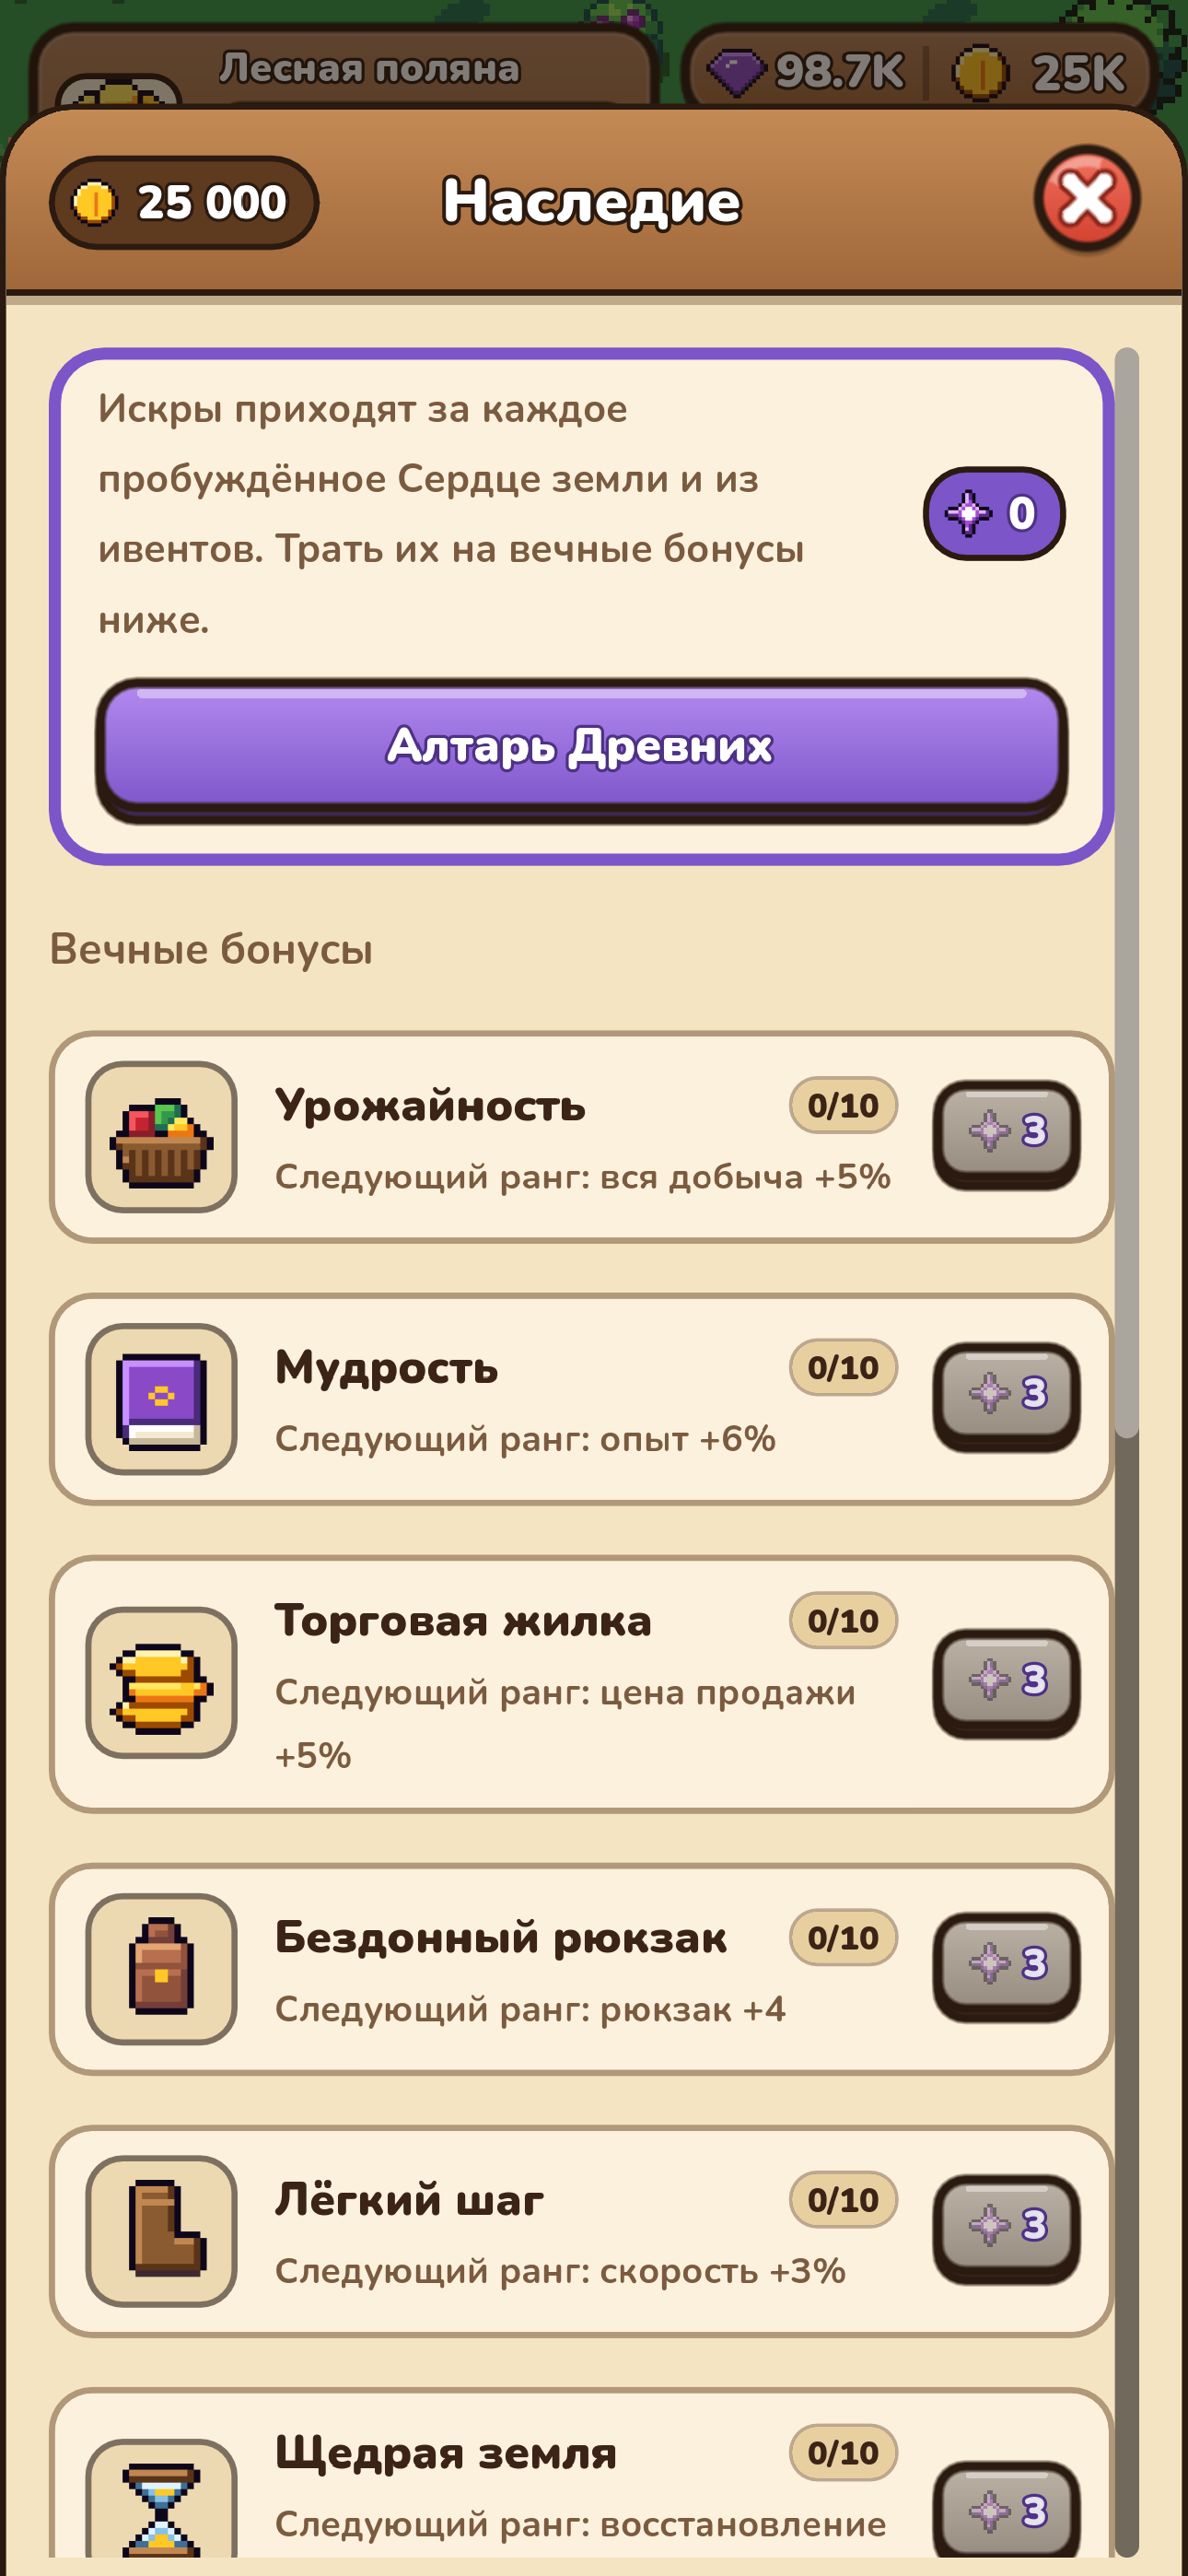 Лесная поляна
98.7K
25K
25 000
Наследие
Искры приходят за каждое
пробуждённое Сердце земли и из
ивентов. Трать их на вечные бонусы
ниже.
0
Алтарь Древних
Вечные бонусы
Урожайность
0/10
Следующий ранг: вся добыча +5%
3
Мудрость
0/10
Следующий ранг: опыт +6%
3
Торговая жилка
0/10
Следующий ранг: цена продажи
+5%
3
Бездонный рюкзак
0/10
Следующий ранг: рюкзак +4
3
Лёгкий шаг
0/10
Следующий ранг: скорость +3%
3
Щедрая земля
0/10
Следующий ранг: восстановление
3